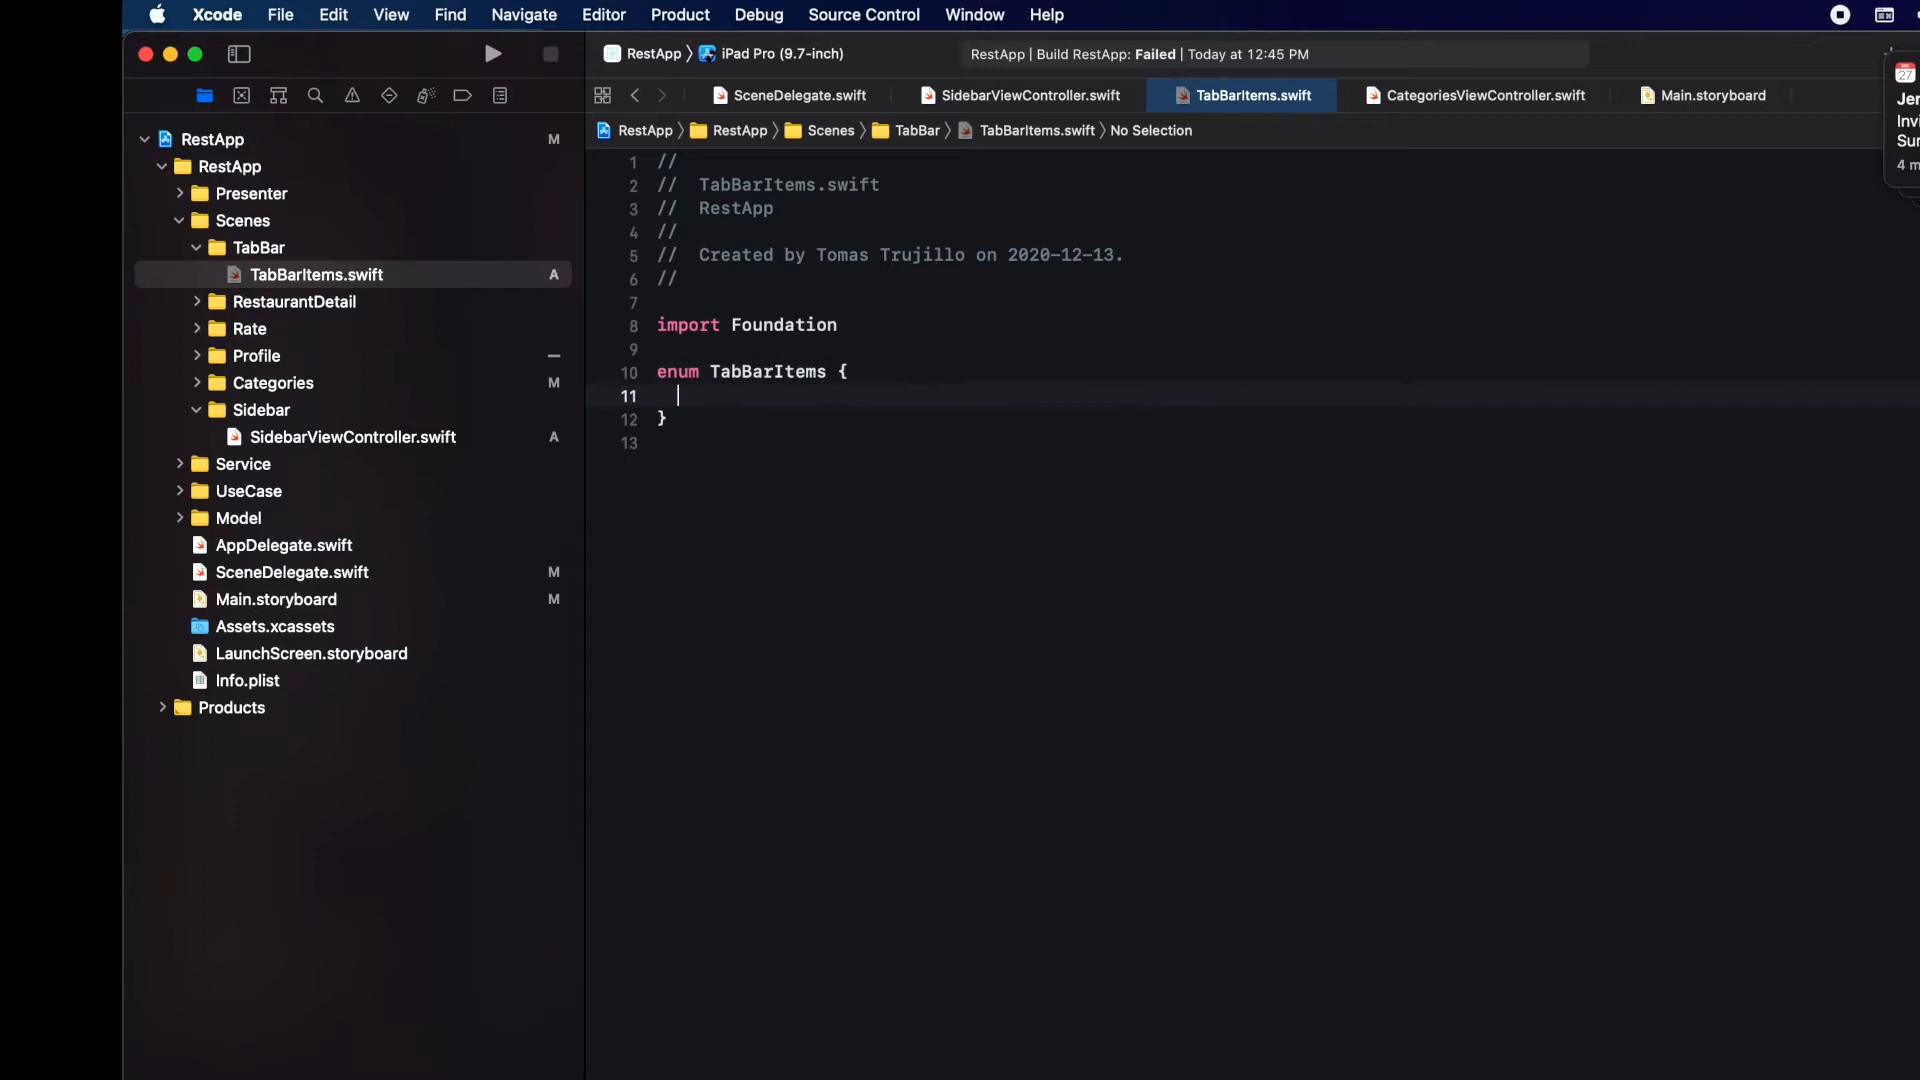 Xcode File Edit View Find Navigate Editor Product Debug Source Control Window Help
RestApp iPad Pro (9.7-inch) RestApp | Build RestApp: Failed | Today at 12:45 PM
SceneDelegate.swift SidebarViewController.swift TabBarItems.swift CategoriesViewController.swift Main.storyboard
RestApp RestApp Scenes TabBar TabBarItems.swift No Selection
27
Jer
Invi
Sur
4 m
RestApp M
RestApp
Presenter
Scenes
TabBar
TabBarItems.swift A
RestaurantDetail
Rate
Profile
Categories M
Sidebar
SidebarViewController.swift A
Service
UseCase
Model
AppDelegate.swift
SceneDelegate.swift M
Main.storyboard M
Assets.xcassets
LaunchScreen.storyboard
Info.plist
Products
1 //
2 // TabBarItems.swift
3 // RestApp
4 //
5 // Created by Tomas Trujillo on 2020-12-13.
6 //
7
8 import Foundation
9
10 enum TabBarItems {
11
12 }
13